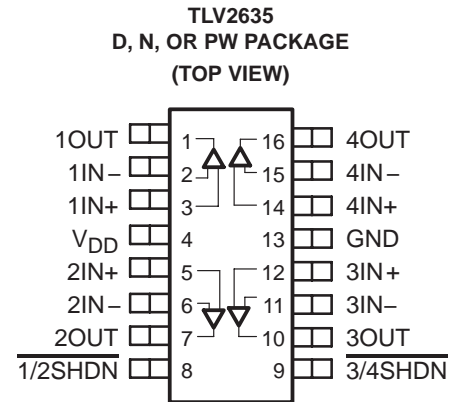 TLV2635
D, N, OR PW PACKAGE
(TOP VIEW)
1OUT 1 16 4OUT
1IN− 2 15 4IN−
1IN+ 3 14 4IN+
VDD 4 13 GND
2IN+ 5 12 3IN+
2IN− 6 11 3IN−
2OUT 7 10 3OUT
1/2SHDN 8 9 3/4SHDN